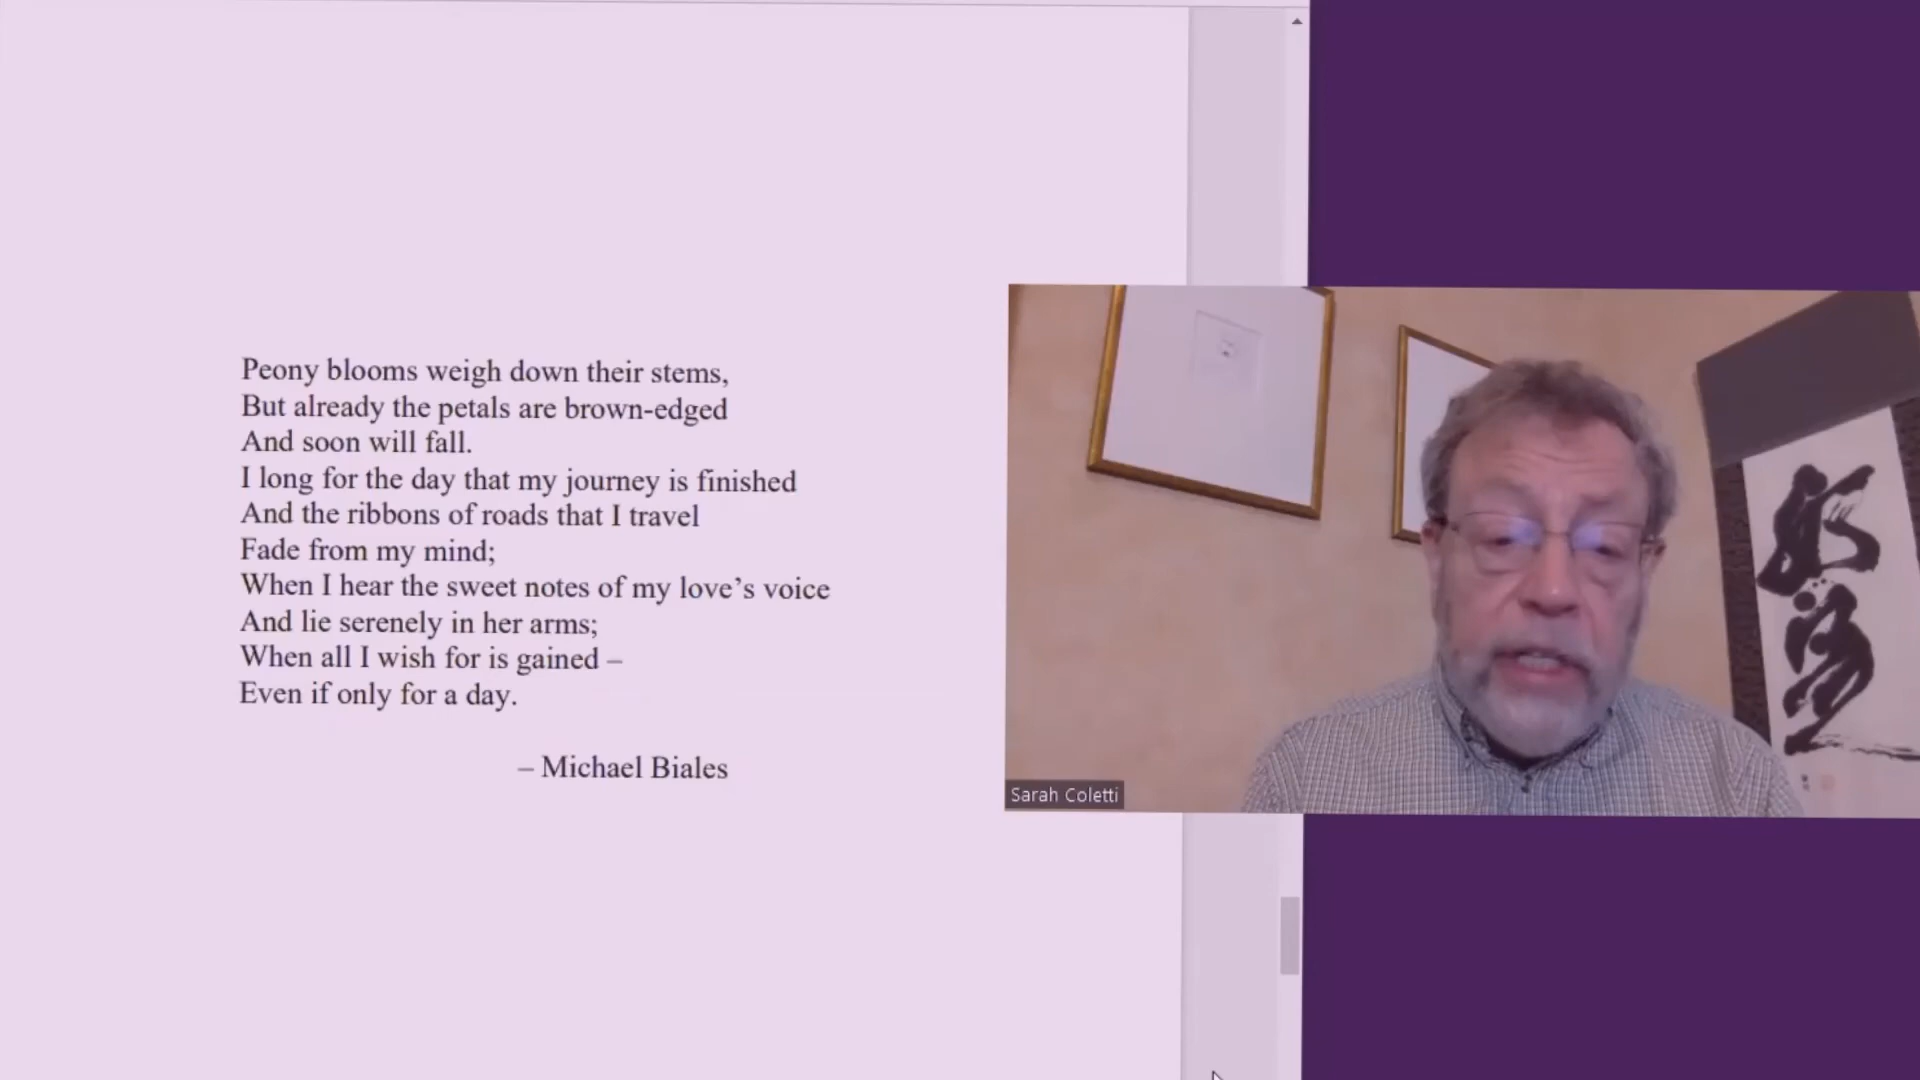 Peony blooms weigh down their stems,
But already the petals are brown-edged
And soon will fall.
I long for the day that my journey is finished
And the ribbons of roads that I travel
Fade from my mind;
When I hear the sweet notes of my love’s voice
And lie serenely in her arms;
When all I wish for is gained –
Even if only for a day.
– Michael Biales
Sarah Coletti